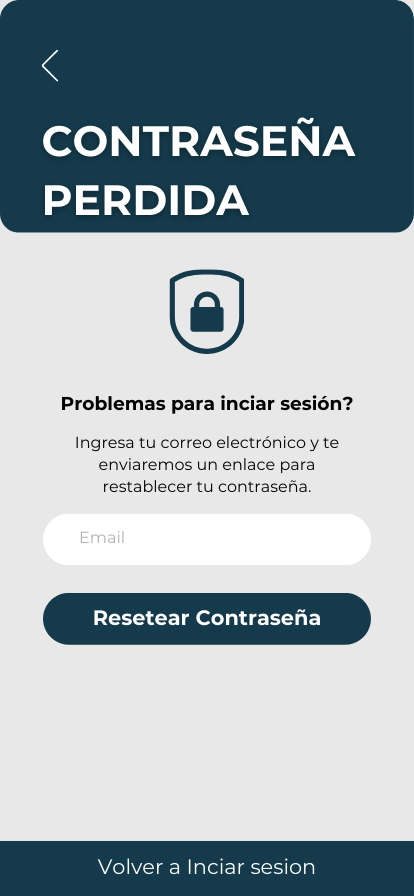 CONTRASEÑA
PERDIDA
Problemas para inciar sesión?
Ingresa tu correo electrónico y te
enviaremos un enlace para
restablecer tu contraseña.
Email
Resetear Contraseña
Volver a Inciar sesion